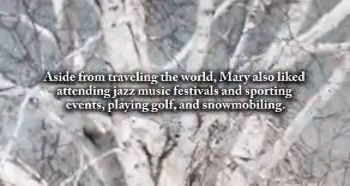 Aside from traveling the world, Mary also liked
attending jazz music festivals and sporting
events, playing golf, and snowmobiling.